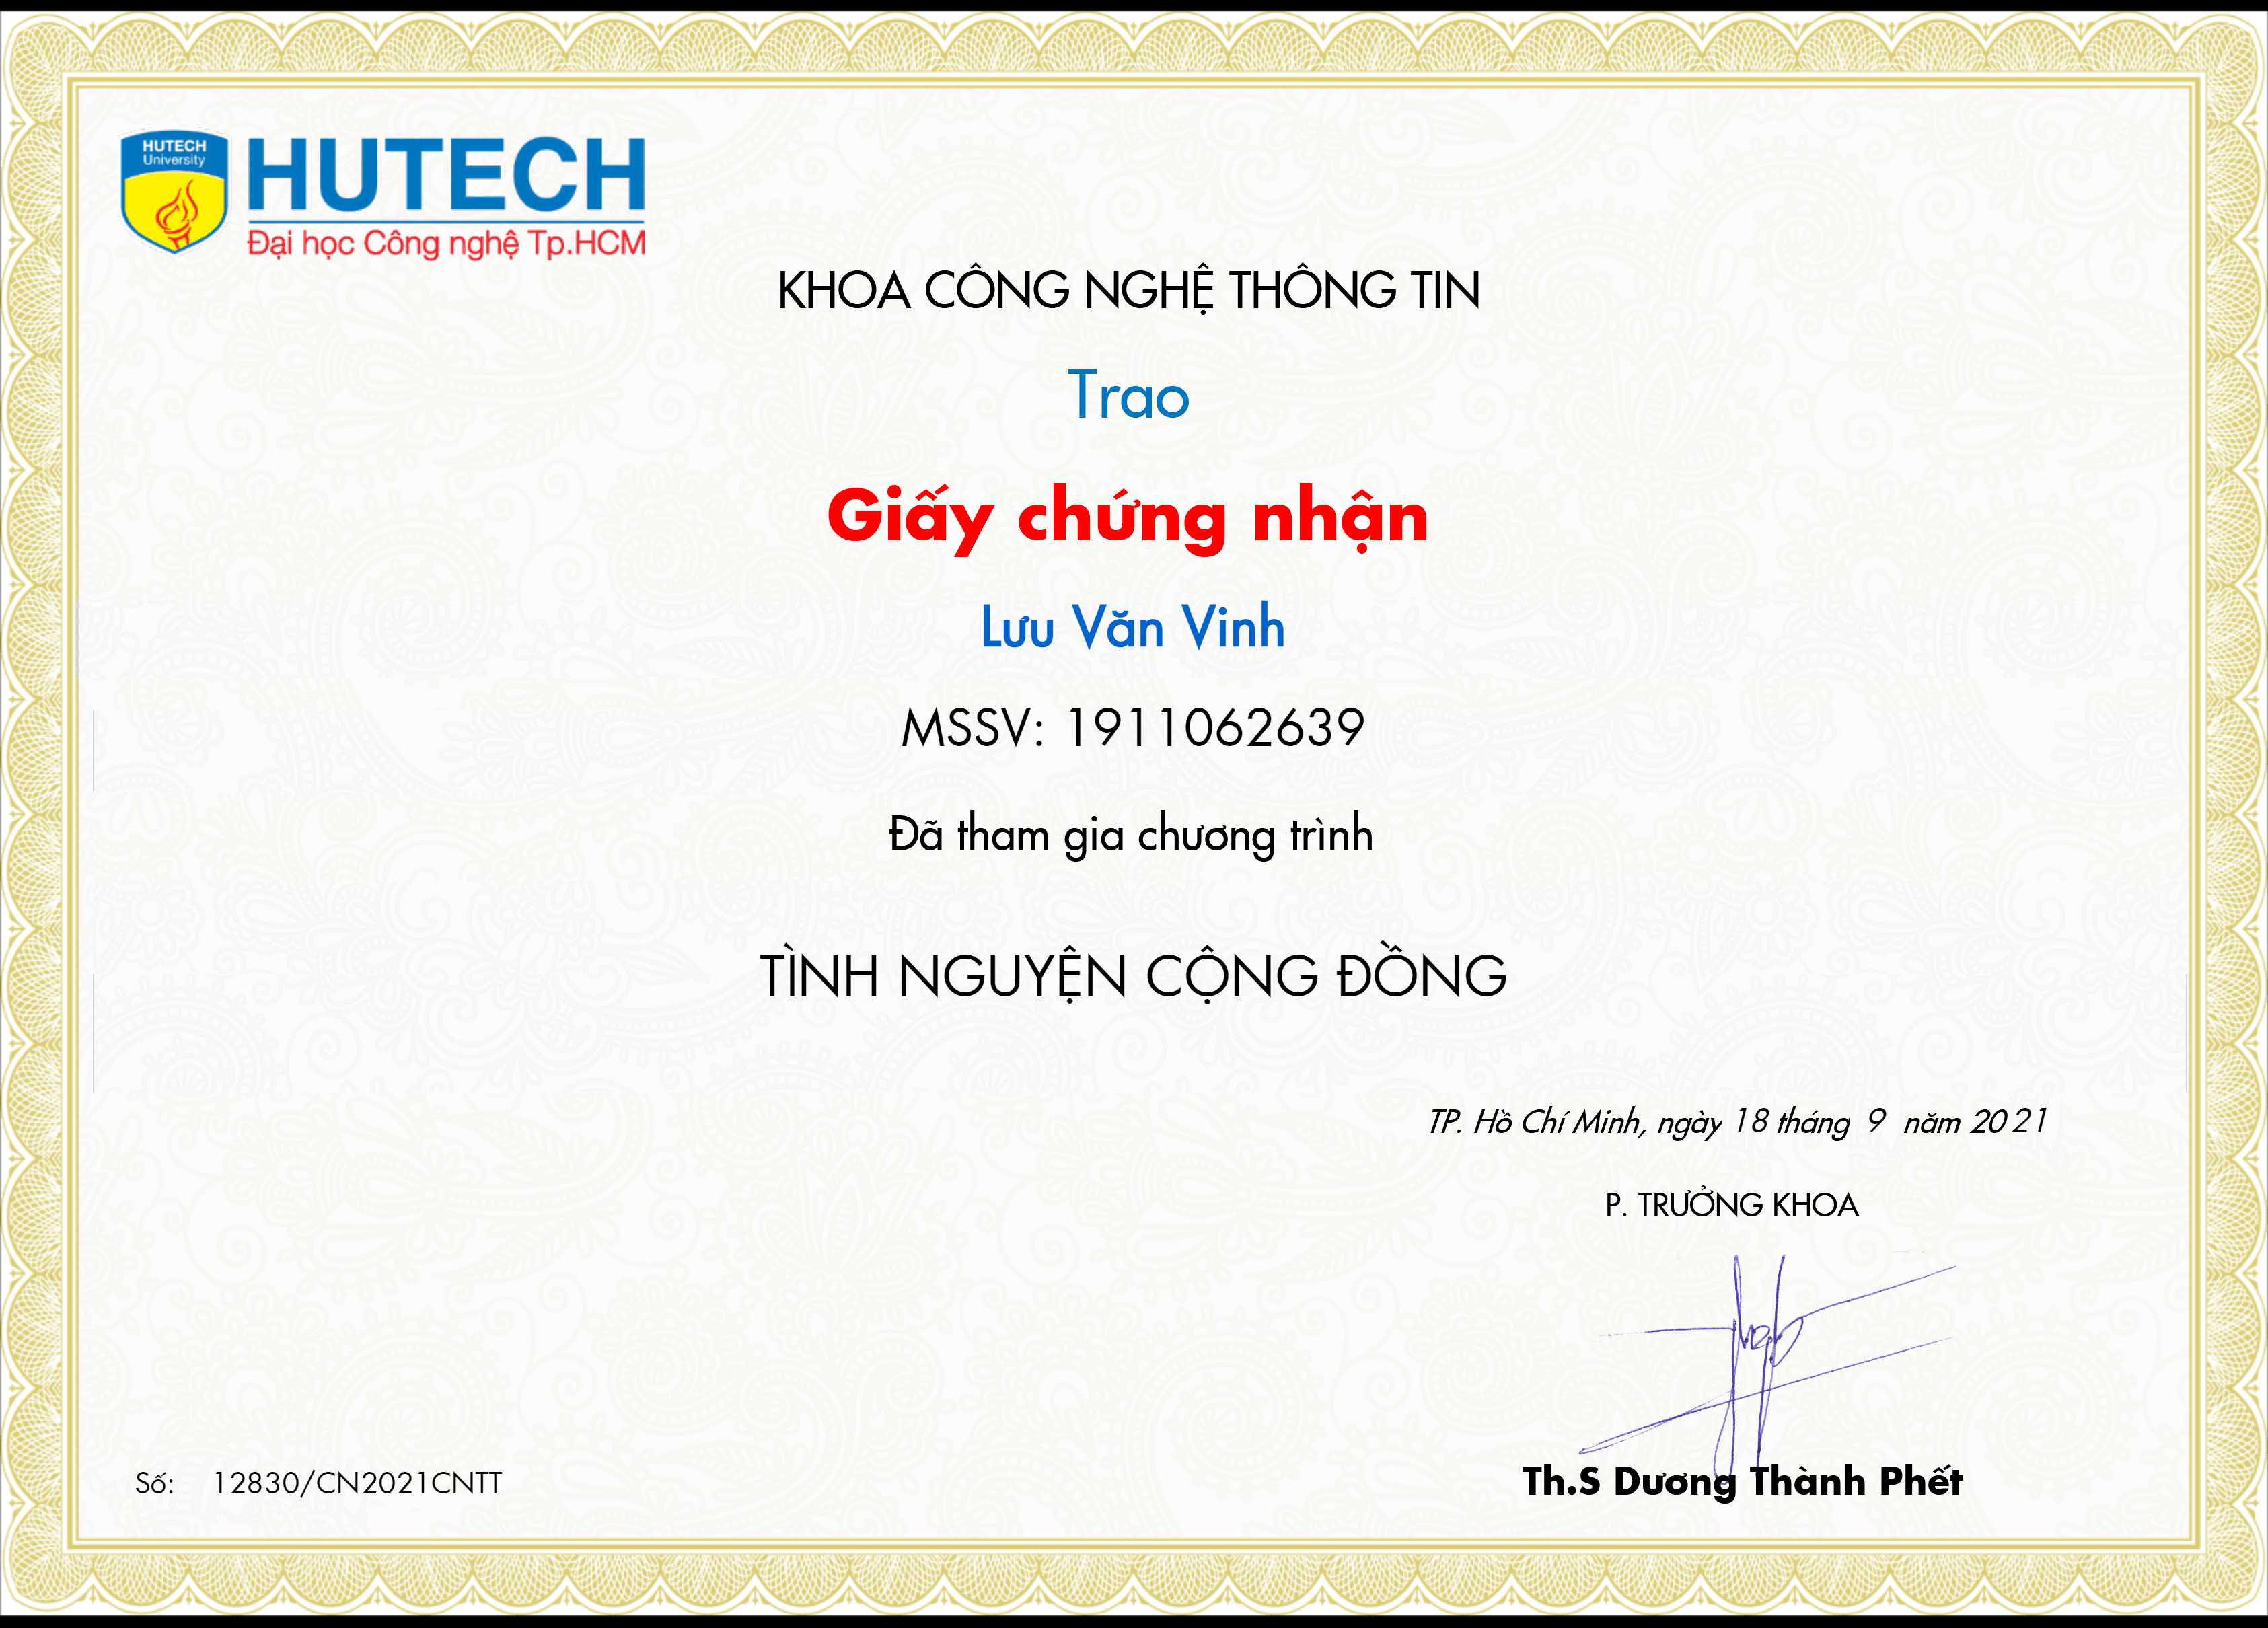 HUTECH
University
HUTECH
Đại học Công nghệ Tp.HCM
KHOA CÔNG NGHỆ THÔNG TIN
Trao
Giấy chứng nhận
Lưu Văn Vinh
MSSV: 1911062639
Đã tham gia chương trình
TÌNH NGUYỆN CỘNG ĐỒNG
TP. Hồ Chí Minh, ngày 18 tháng 9 năm 2021
P. TRƯỞNG KHOA
Th.S Dương Thành Phết
Số: 12830/CN2021CNTT